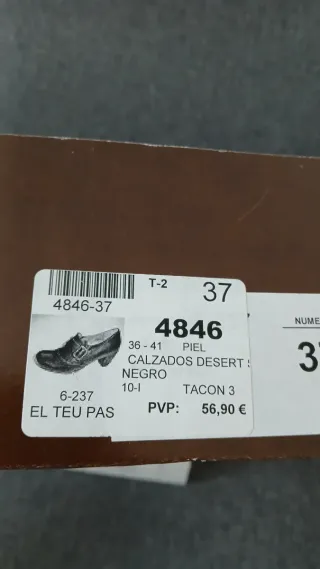 T-2
37
4846-37
4846
36 - 41 PIEL
CALZADOS DESERT
NEGRO
10-I TACON 3
6-237
EL TEU PAS
PVP: 56,90 €
NUME
3